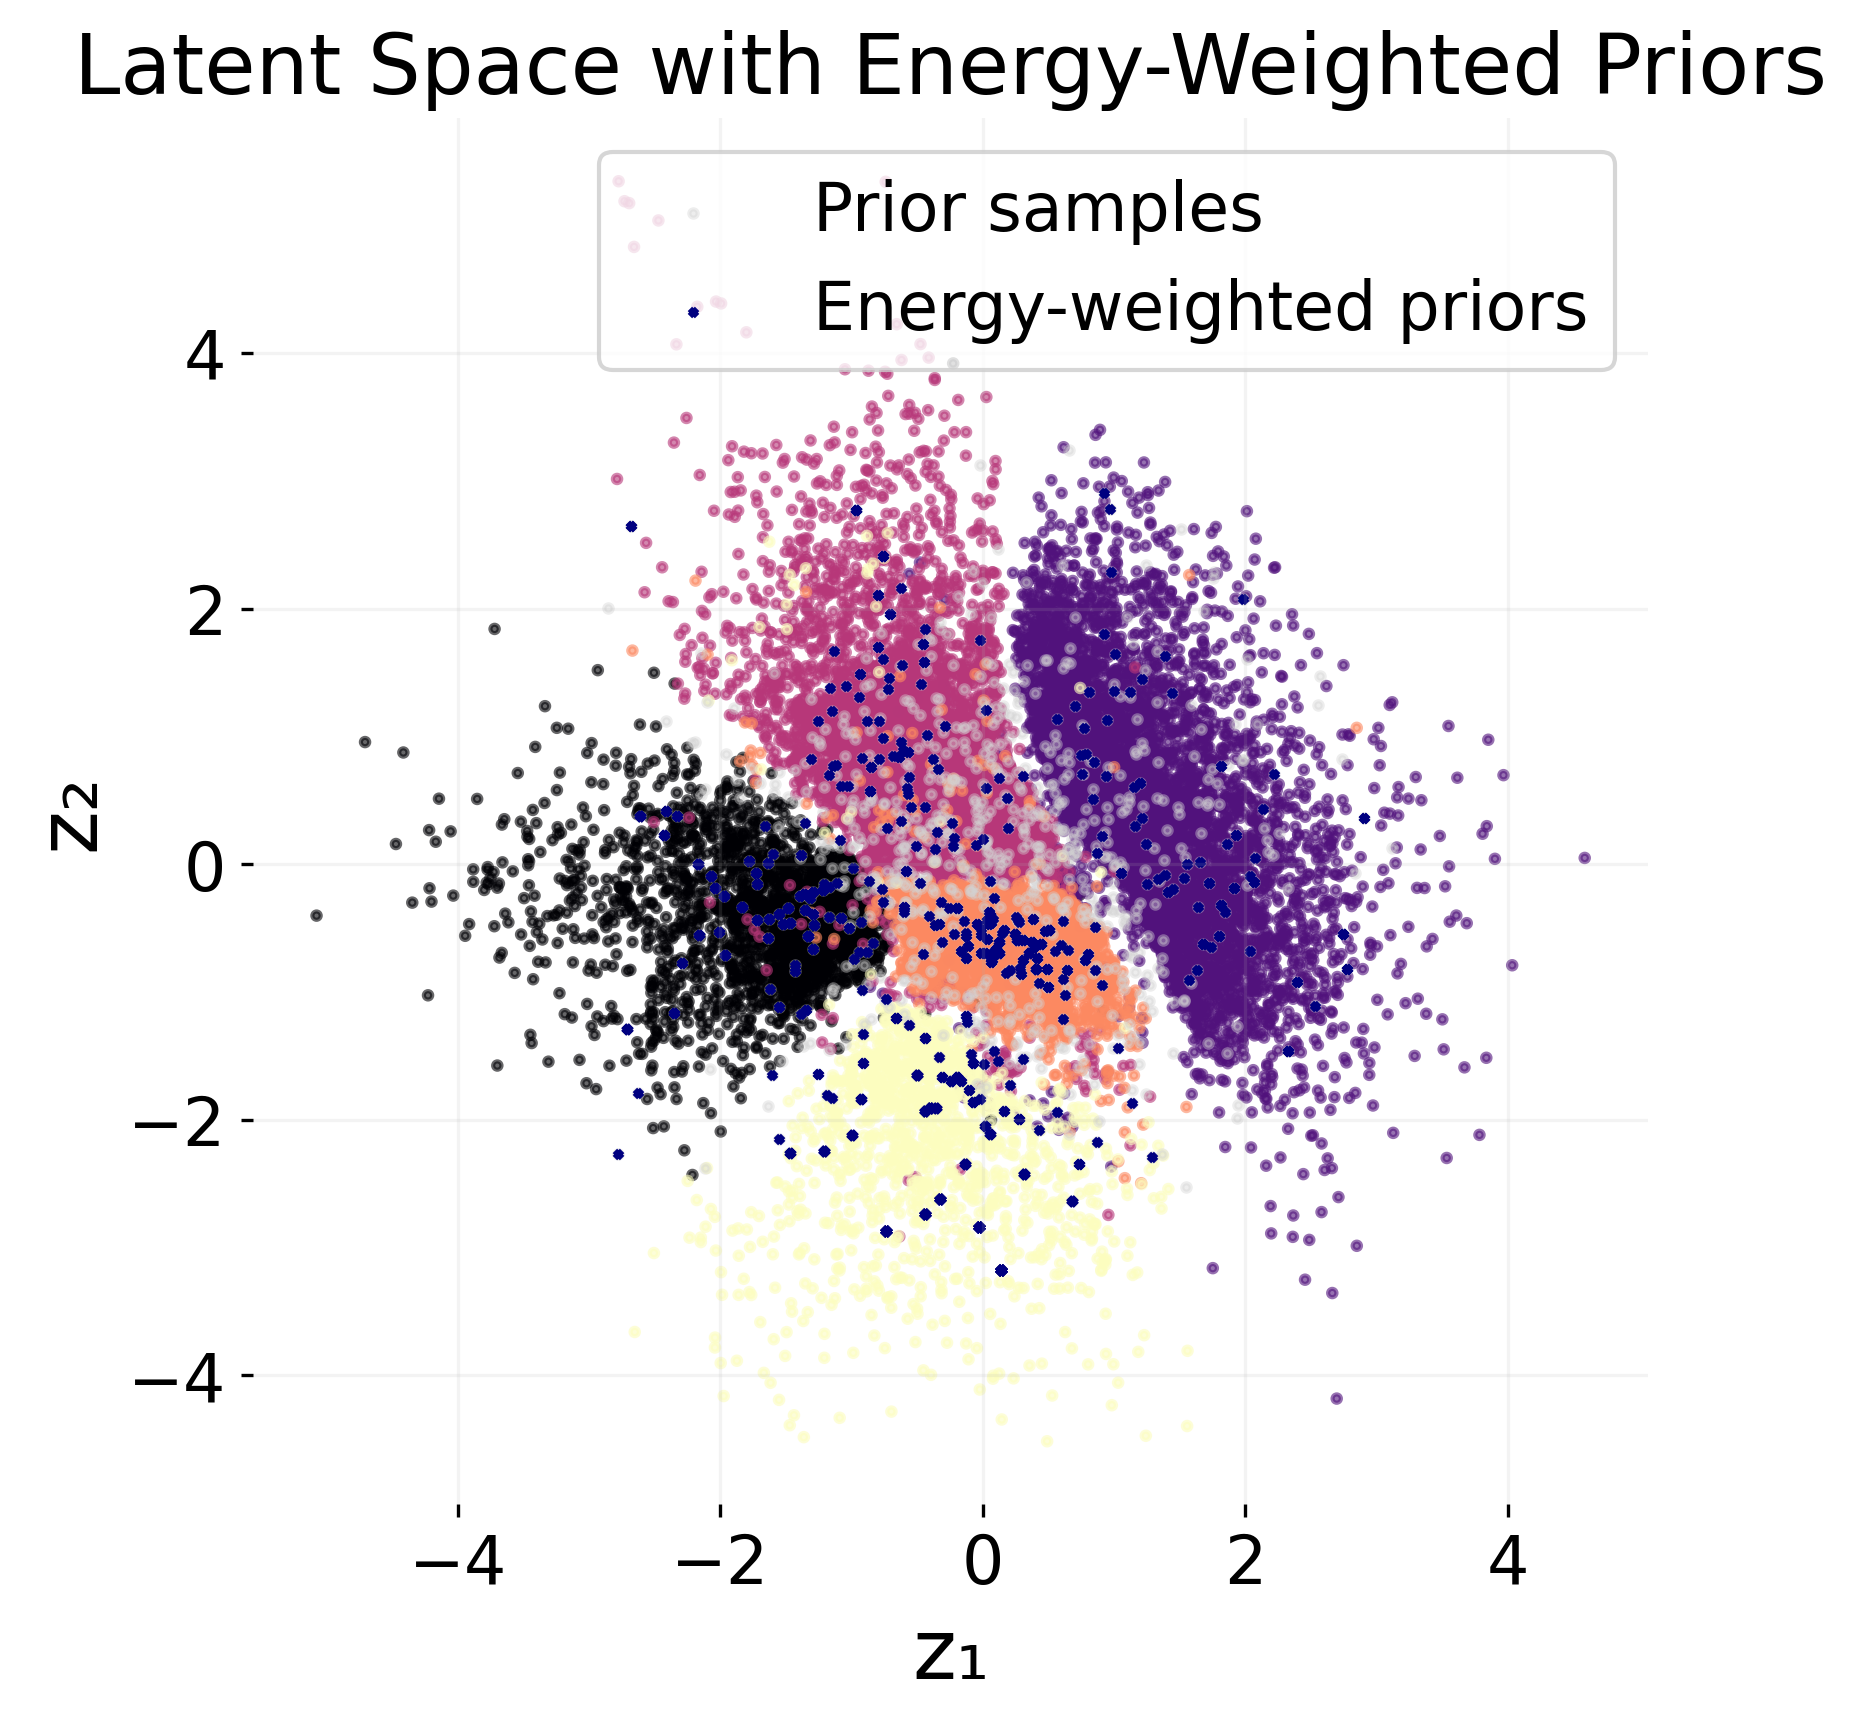 Latent Space with Energy-Weighted Priors
Prior samples
Energy-weighted priors
4
2
0
−2
−4
z₂
−4 −2 0 2 4
z₁